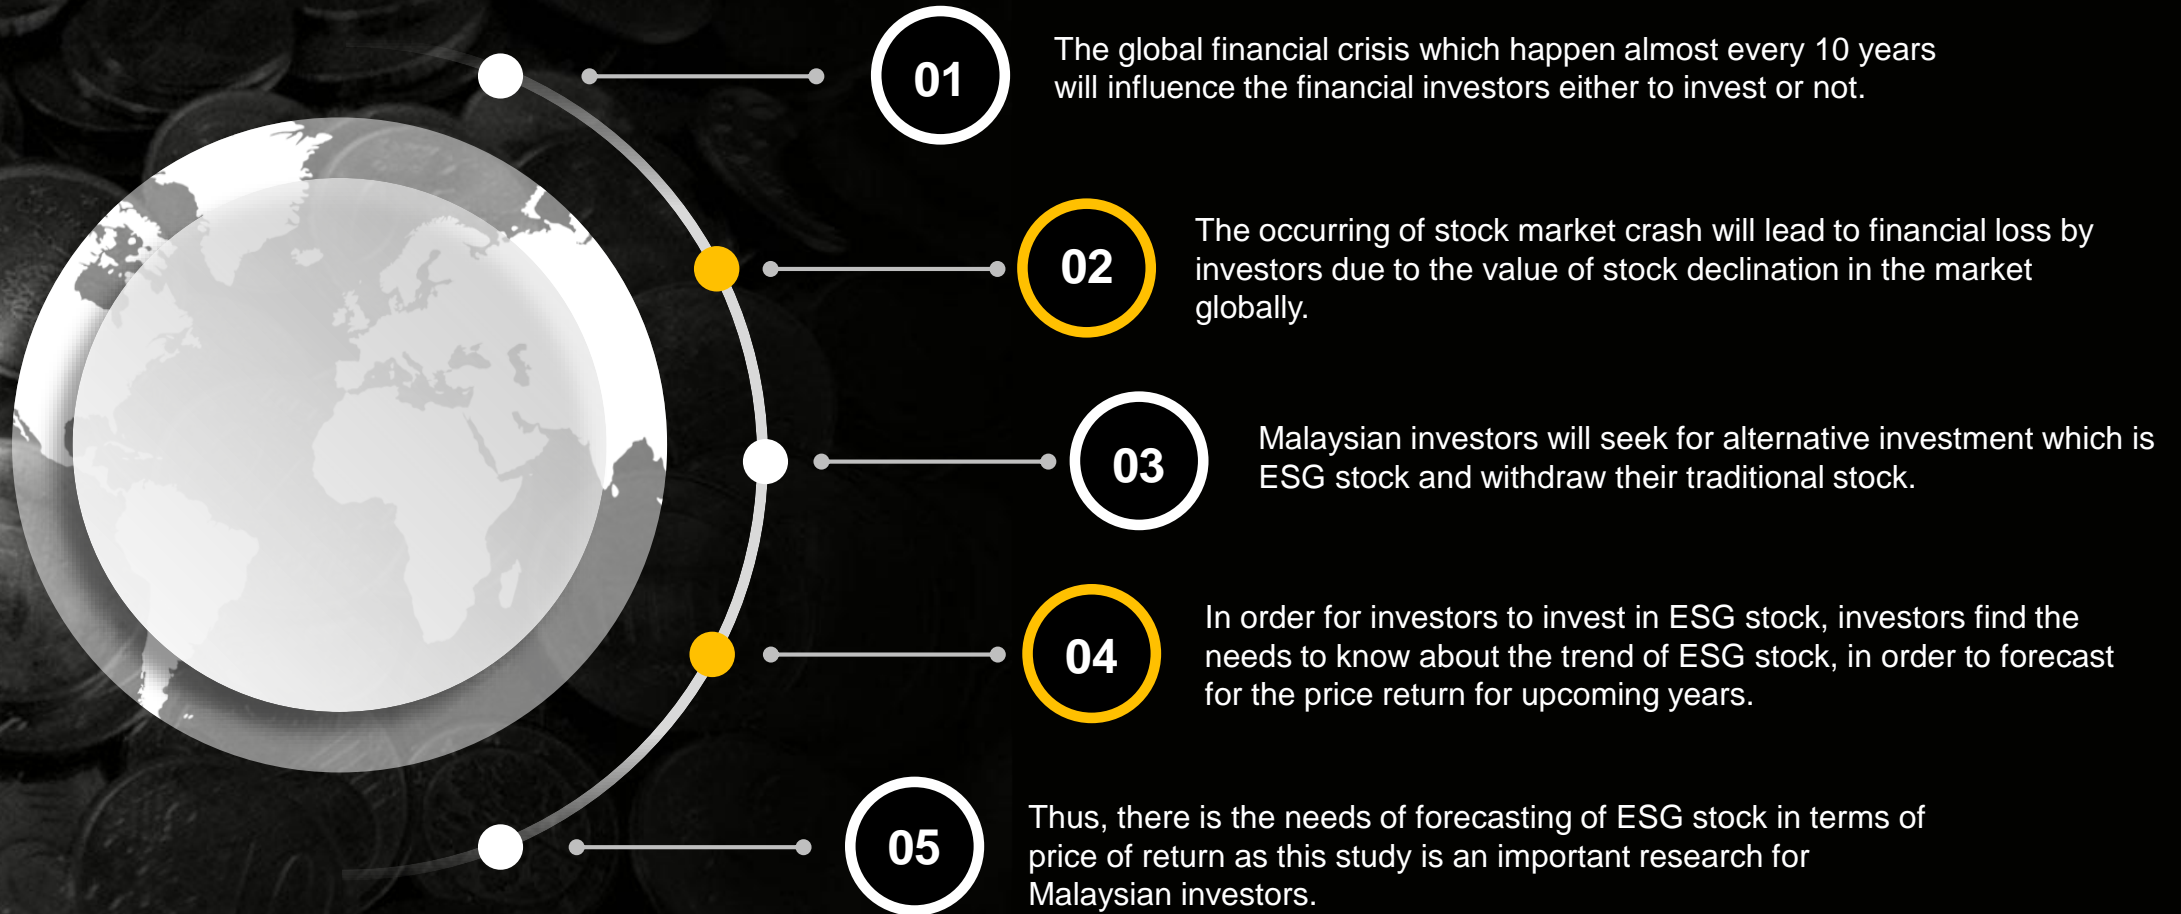 01
The global financial crisis which happen almost every 10 years
will influence the financial investors either to invest or not.
02
The occurring of stock market crash will lead to financial loss by
investors due to the value of stock declination in the market
globally.
03
Malaysian investors will seek for alternative investment which is
ESG stock and withdraw their traditional stock.
04
In order for investors to invest in ESG stock, investors find the
needs to know about the trend of ESG stock, in order to forecast
for the price return for upcoming years.
05
Thus, there is the needs of forecasting of ESG stock in terms of
price of return as this study is an important research for
Malaysian investors.